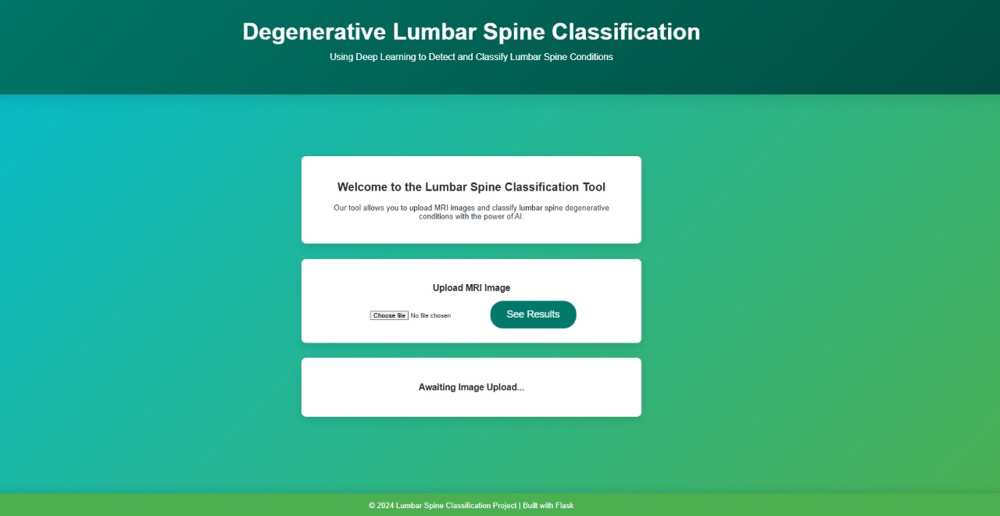 Degenerative Lumbar Spine Classification
Using Deep Learning to Detect and Classify Lumbar Spine Conditions
Welcome to the Lumbar Spine Classification Tool
Our tool allows you to upload MRI images and classify lumbar spine degenerative
conditions with the power of AI.
Upload MRI Image
Choose file No file chosen
See Results
Awaiting Image Upload...
© 2024 Lumbar Spine Classification Project | Built with Flask